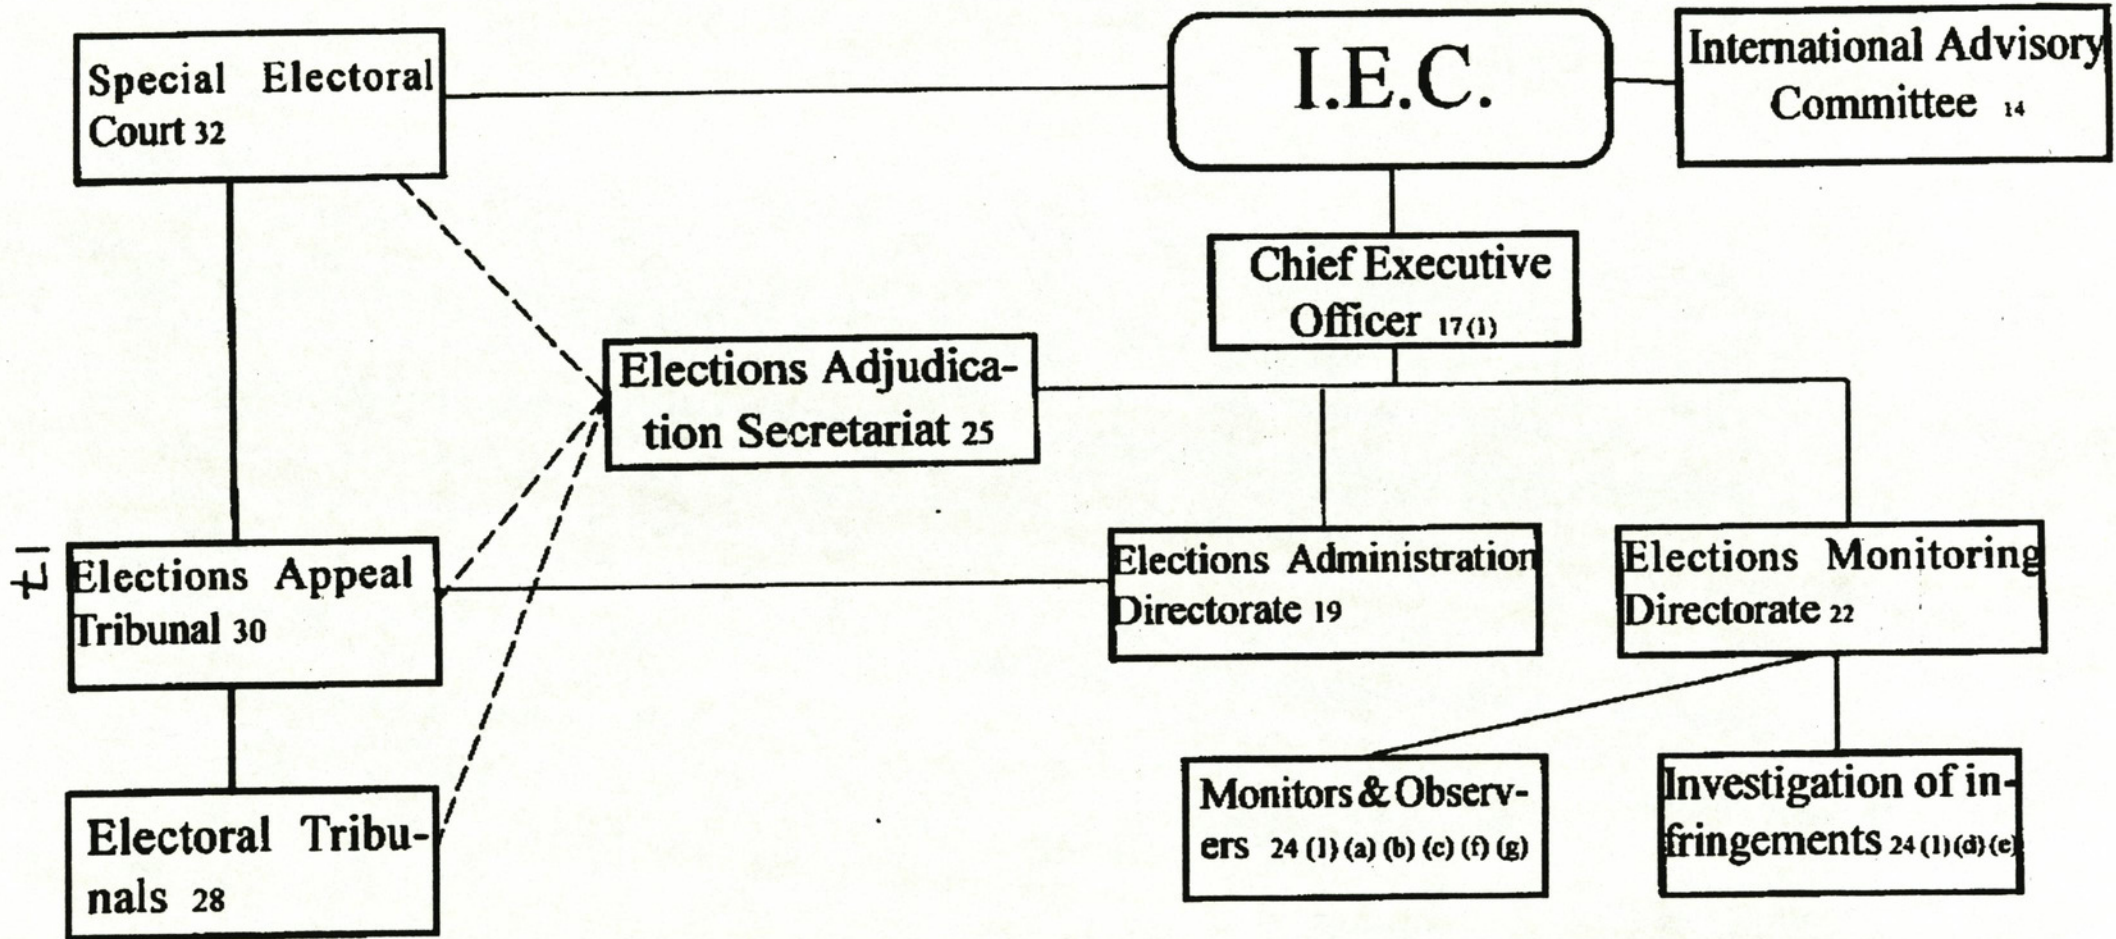 Special Electoral
Court 32
I.E.C.
International Advisory
Committee 14
Chief Executive
Officer 17(1)
Elections Adjudica-
tion Secretariat 25
17
Elections Appeal
Tribunal 30
Elections Administration
Directorate 19
Elections Monitoring
Directorate 22
Electoral Tribu-
nals 28
Monitors & Observ-
ers 24 (1) (a) (b) (c) (f) (g)
Investigation of in-
fringements 24 (1) (d) (e)